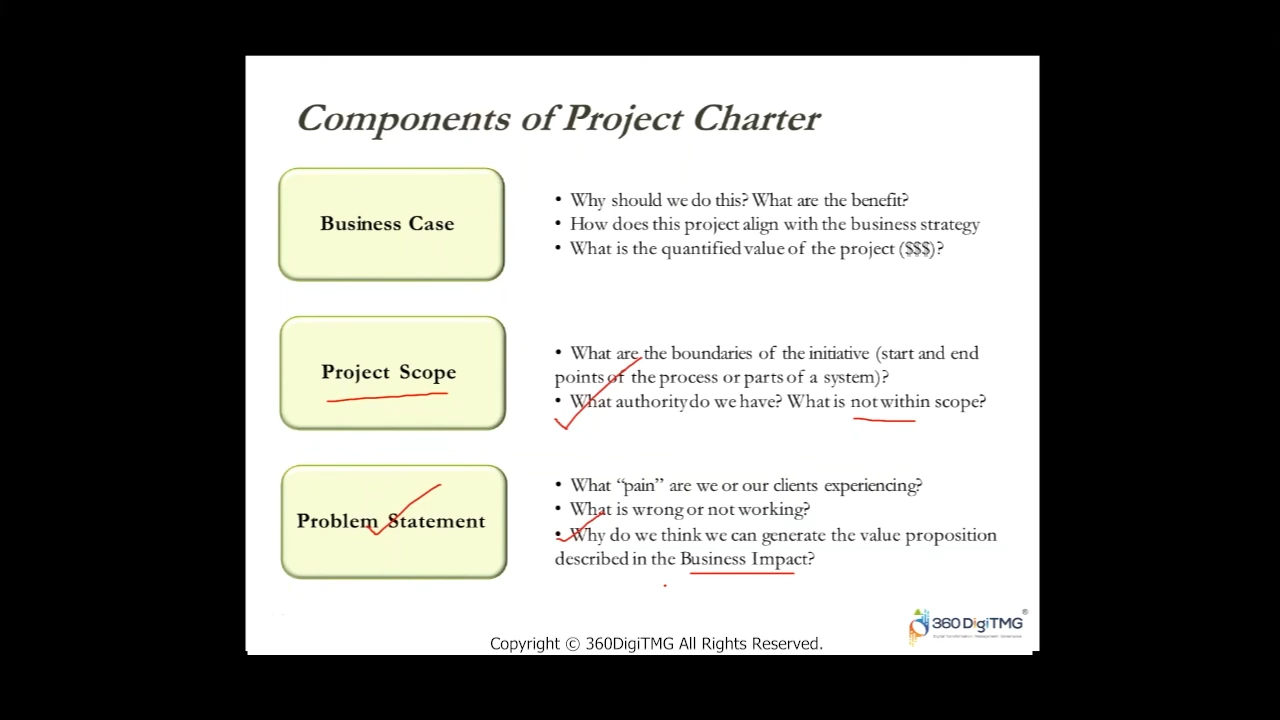 Components of Project Charter
Business Case
• Why should we do this? What are the benefit?
• How does this project align with the business strategy
• What is the quantified value of the project ($$$)?
Project Scope
• What are the boundaries of the initiative (start and end
points of the process or parts of a system)?
• What authority do we have? What is not within scope?
Problem Statement
• What “pain” are we or our clients experiencing?
• What is wrong or not working?
• Why do we think we can generate the value proposition
described in the Business Impact?
360DigiTMG®
Copyright © 360DigiTMG All Rights Reserved.